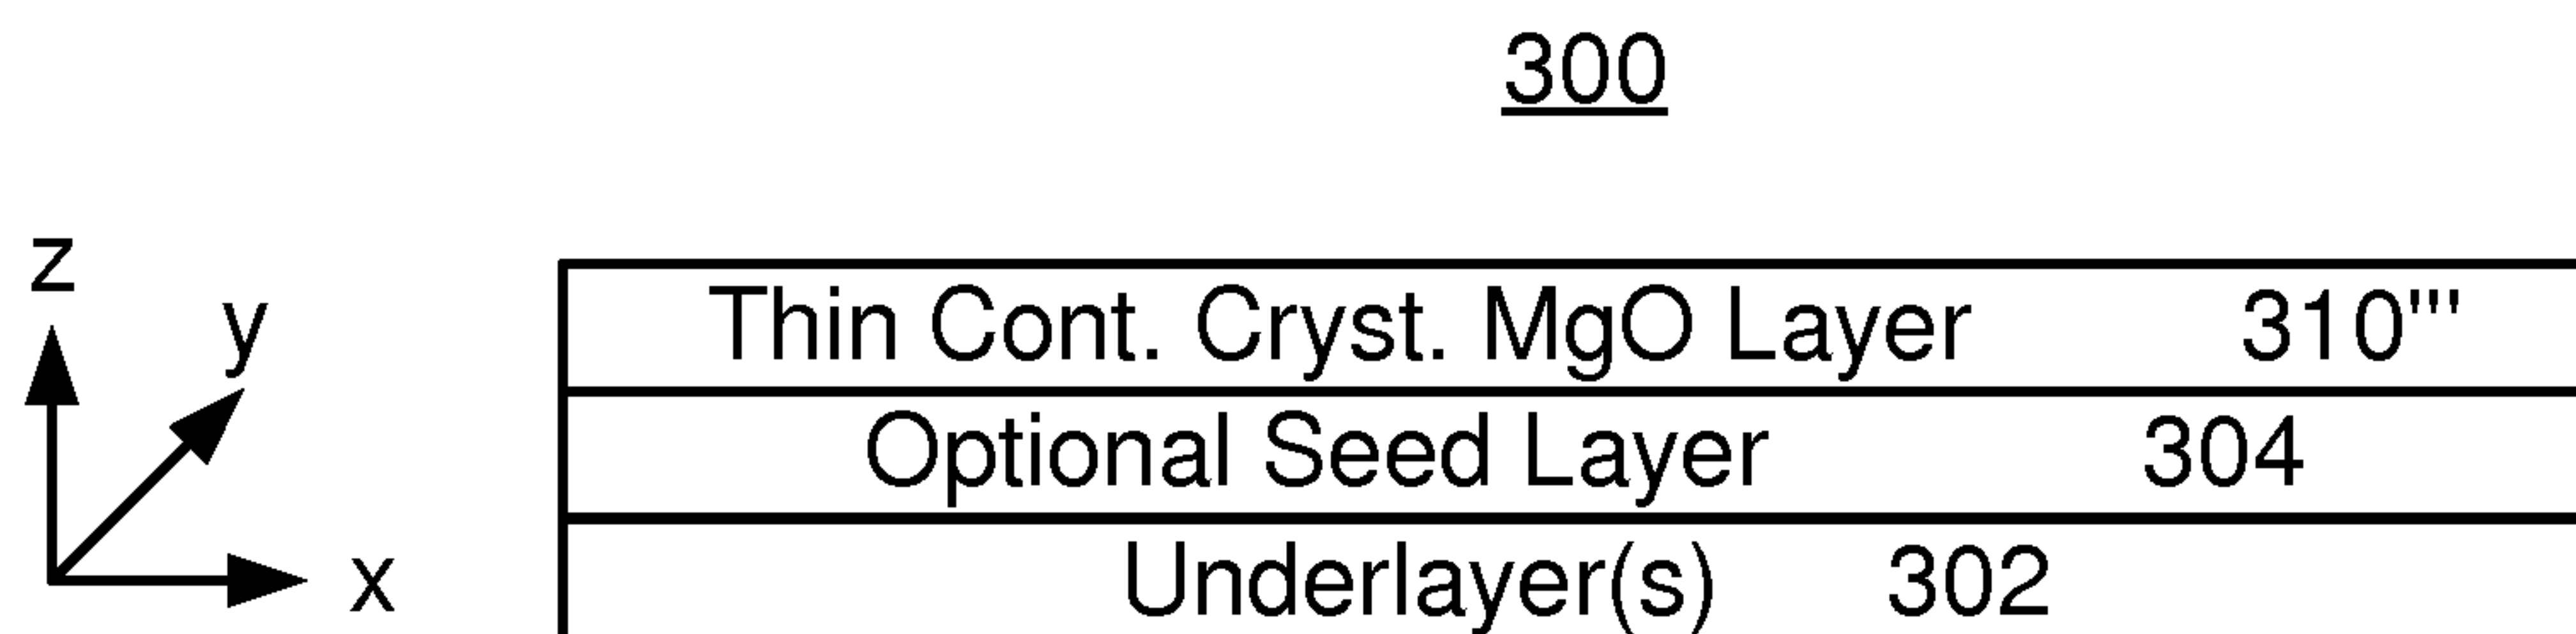 300
z
y
x
Thin Cont. Cryst. MgO Layer 310'''
Optional Seed Layer 304
Underlayer(s) 302